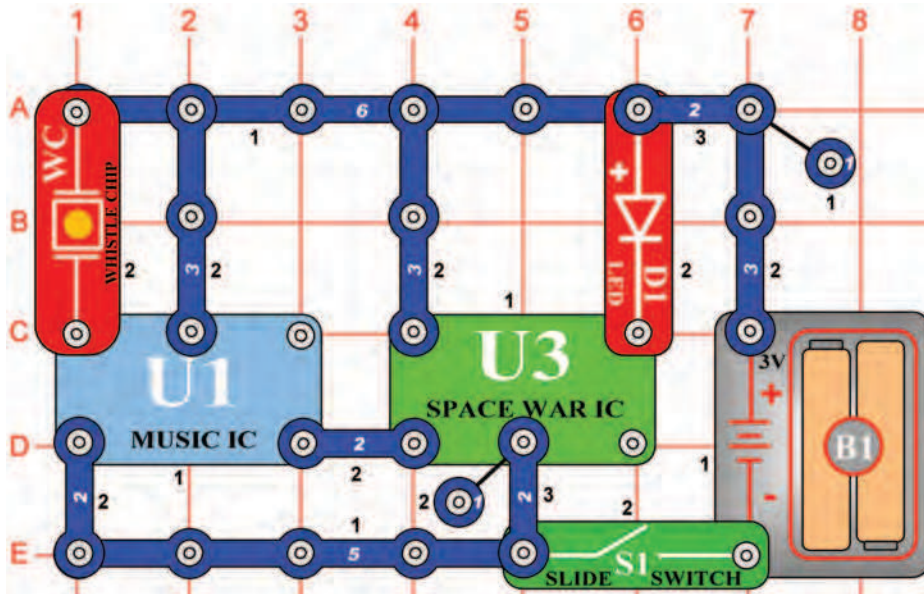 1 2 3 4 5 6 7 8
A 6 2
1 3 1
1
WC
WHISTLE CHIP
+
D1
LED
B
2 3 2 3 2 2 3 2
1
C
U1
MUSIC IC
U3
SPACE WAR IC
3V
+
B1
-
D 2
1 2 1
2 2 2 1 2 3
1 2
E 5
S1
SLIDE SWITCH